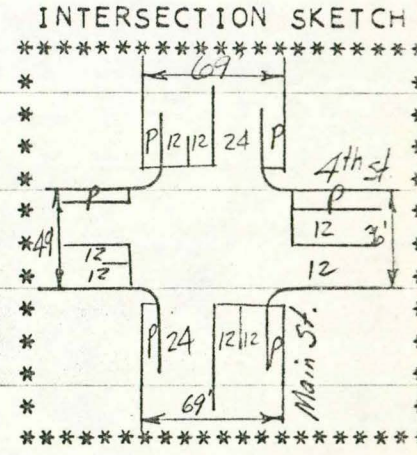 INTERSECTION SKETCH
69'
P 12 12 24 P
4th St.
P P
12 36'
49' 12 12
12
P 24 12 12 P
Main St.
69'